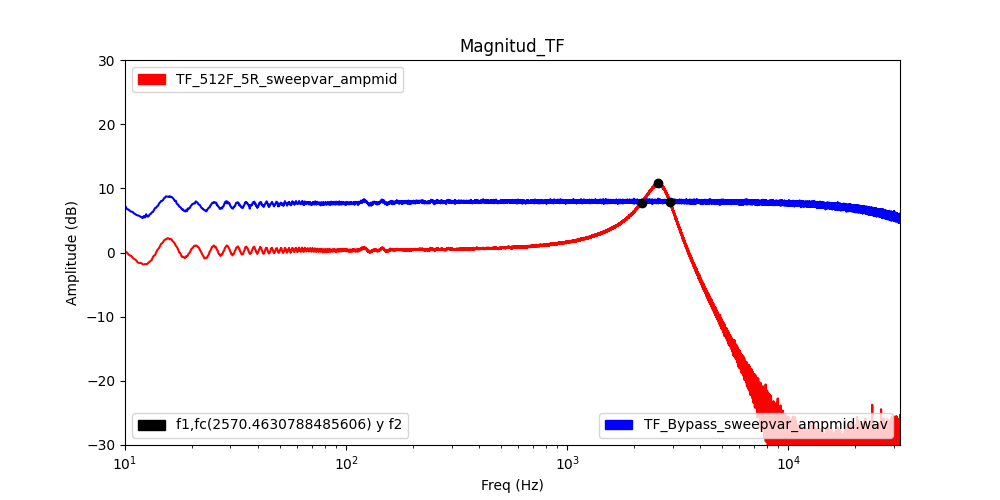 Magnitud_TF
30
20
10
0
−10
−20
−30
Amplitude (dB)
TF_512F_5R_sweepvar_ampmid
f1,fc(2570.4630788485606) y f2
TF_Bypass_sweepvar_ampmid.wav
10¹
10²
10³
10⁴
Freq (Hz)